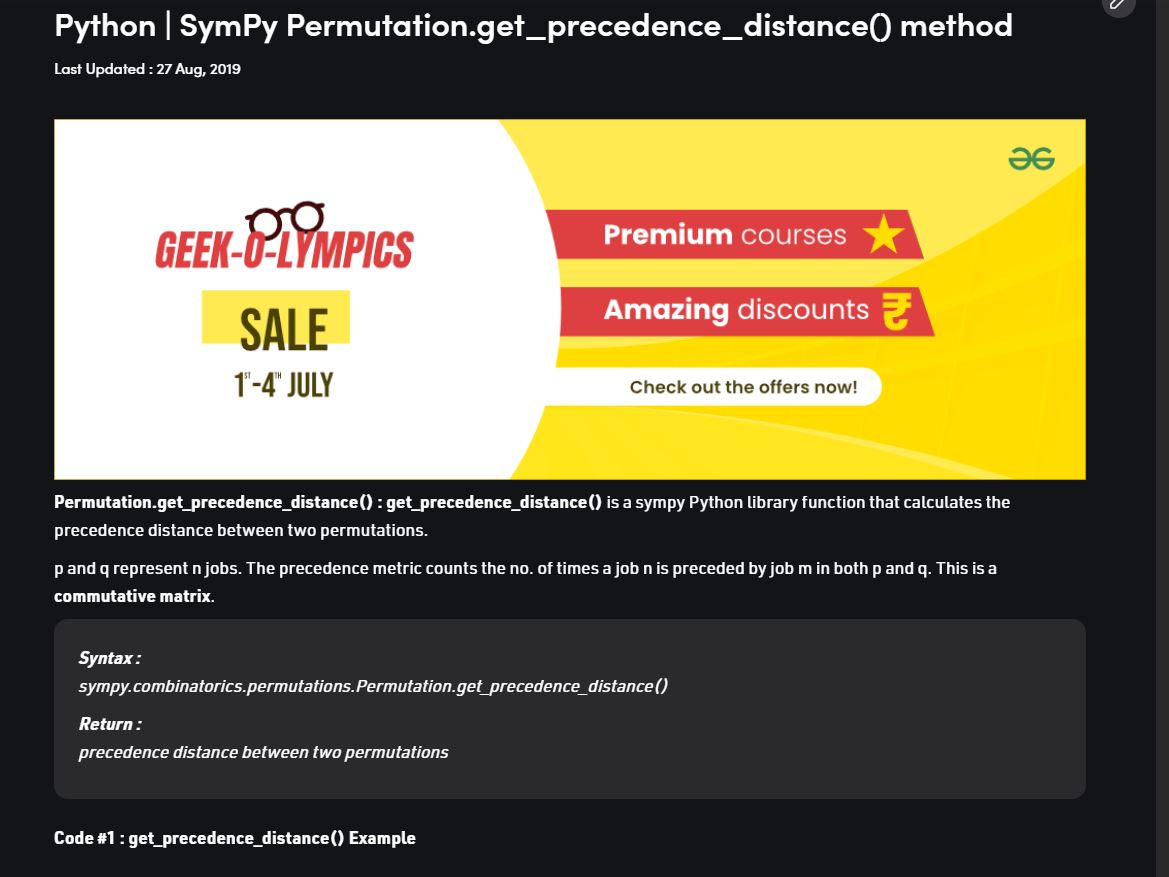 Python | SymPy Permutation.get_precedence_distance() method
Last Updated : 27 Aug, 2019
GEEK-O-LYMPICS
SALE
1ST-4TH JULY
Premium courses
Amazing discounts ₹
Check out the offers now!
Permutation.get_precedence_distance() : get_precedence_distance() is a sympy Python library function that calculates the
precedence distance between two permutations.
p and q represent n jobs. The precedence metric counts the no. of times a job n is preceded by job m in both p and q. This is a
commutative matrix.
Syntax :
sympy.combinatorics.permutations.Permutation.get_precedence_distance()
Return :
precedence distance between two permutations
Code #1 : get_precedence_distance() Example